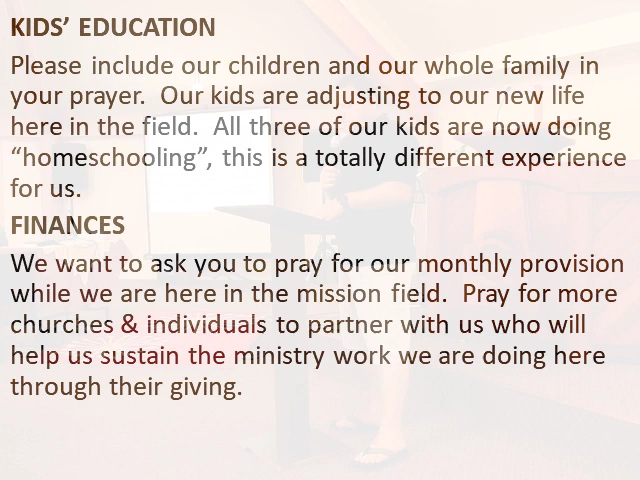 KIDS’ EDUCATION
Please include our children and our whole family in
your prayer.  Our kids are adjusting to our new life
here in the field.  All three of our kids are now doing
“homeschooling”, this is a totally different experience
for us.
FINANCES
We want to ask you to pray for our monthly provision
while we are here in the mission field.  Pray for more
churches & individuals to partner with us who will
help us sustain the ministry work we are doing here
through their giving.